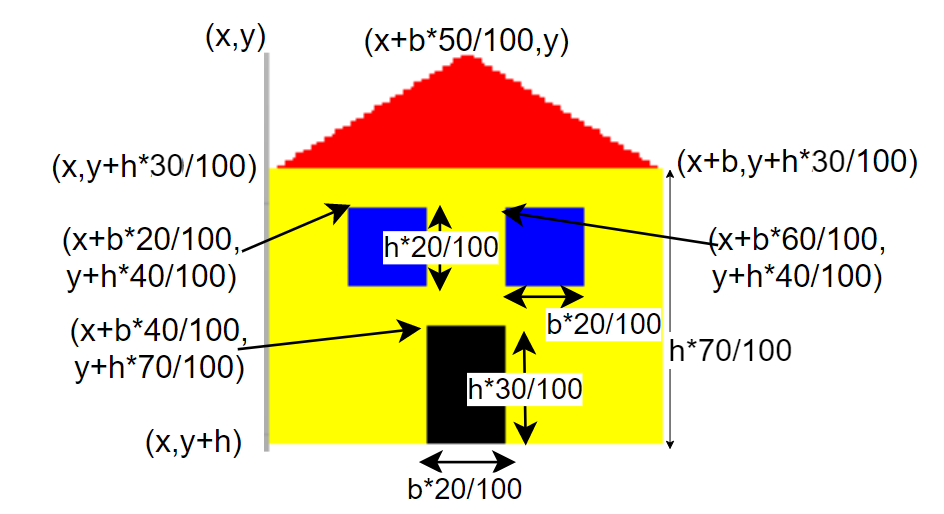 (x,y)
(x+b*50/100,y)
(x,y+h*30/100)
(x+b,y+h*30/100)
(x+b*20/100,
y+h*40/100)
h*20/100
(x+b*60/100,
y+h*40/100)
b*20/100
(x+b*40/100,
y+h*70/100)
h*70/100
h*30/100
(x,y+h)
b*20/100